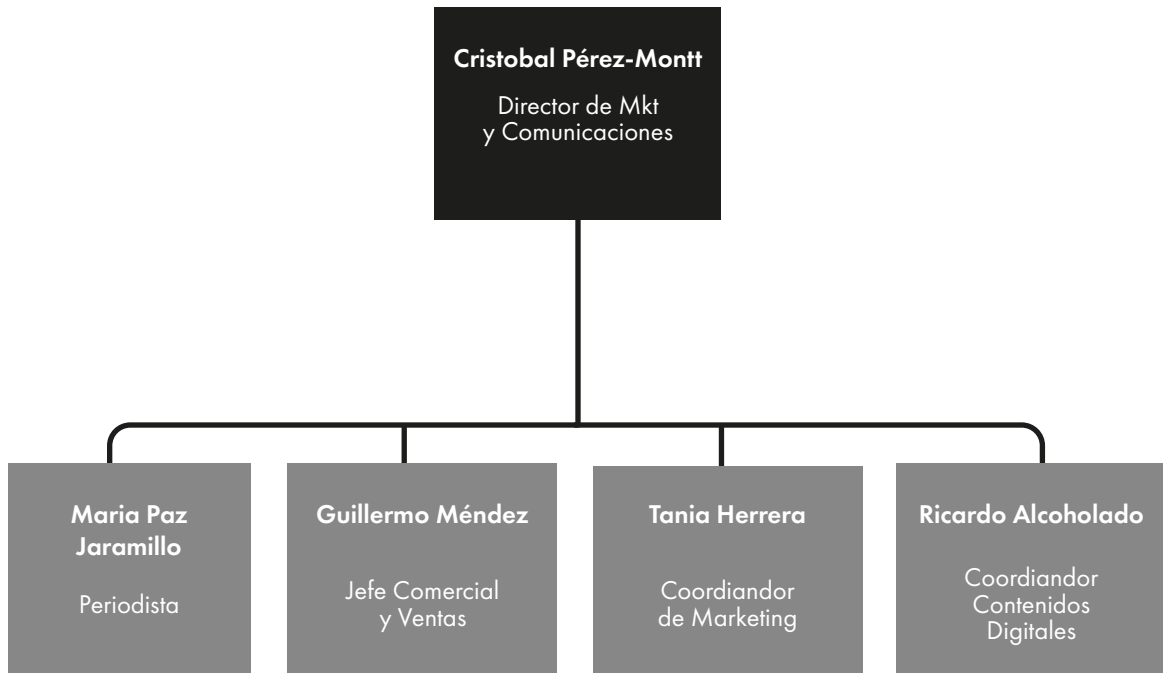 Cristobal Pérez-Montt
Director de Mkt
y Comunicaciones
Maria Paz
Jaramillo
Periodista
Guillermo Méndez
Jefe Comercial
y Ventas
Tania Herrera
Coordiandor
de Marketing
Ricardo Alcoholado
Coordiandor
Contenidos
Digitales